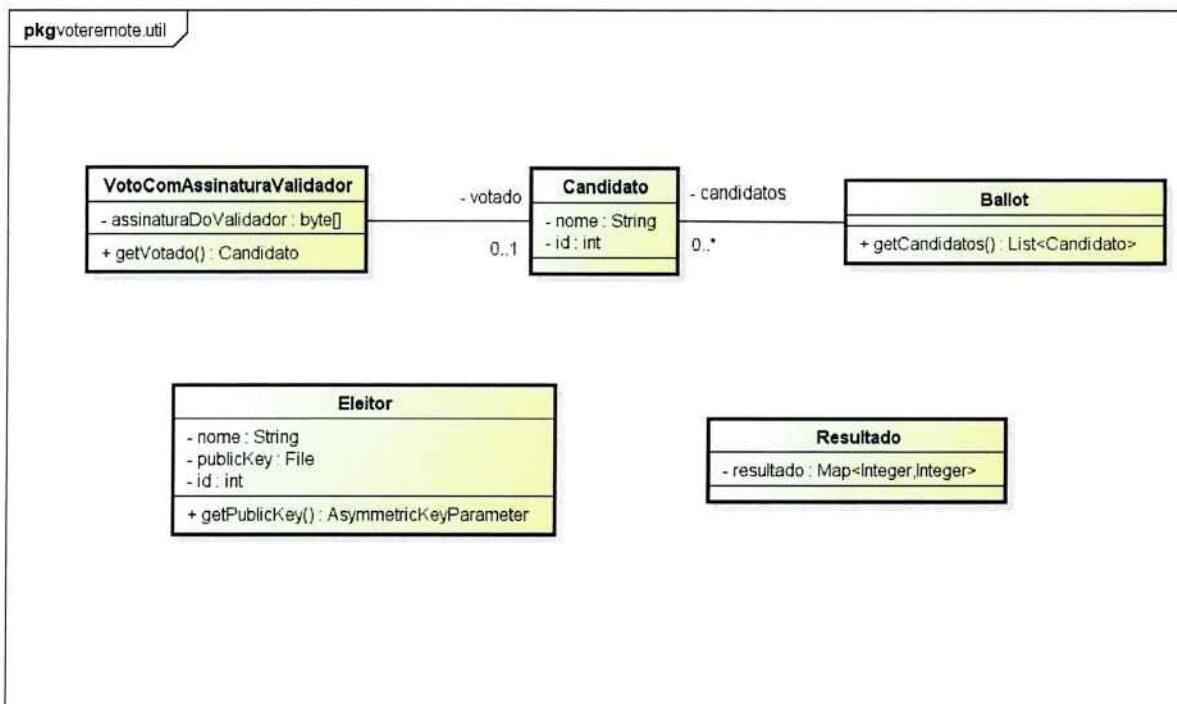 pkgvoteremote.util
VotoComAssinaturaValidador
- assinaturaDoValidador : byte[]
+ getVotado() : Candidato
- votado
0..1
Candidato
- nome : String
- id : int
- candidatos
0..*
Ballot
+ getCandidatos() : List<Candidato>
Eleitor
- nome : String
- publicKey : File
- id : int
+ getPublicKey() : AsymmetricKeyParameter
Resultado
- resultado : Map<Integer,Integer>